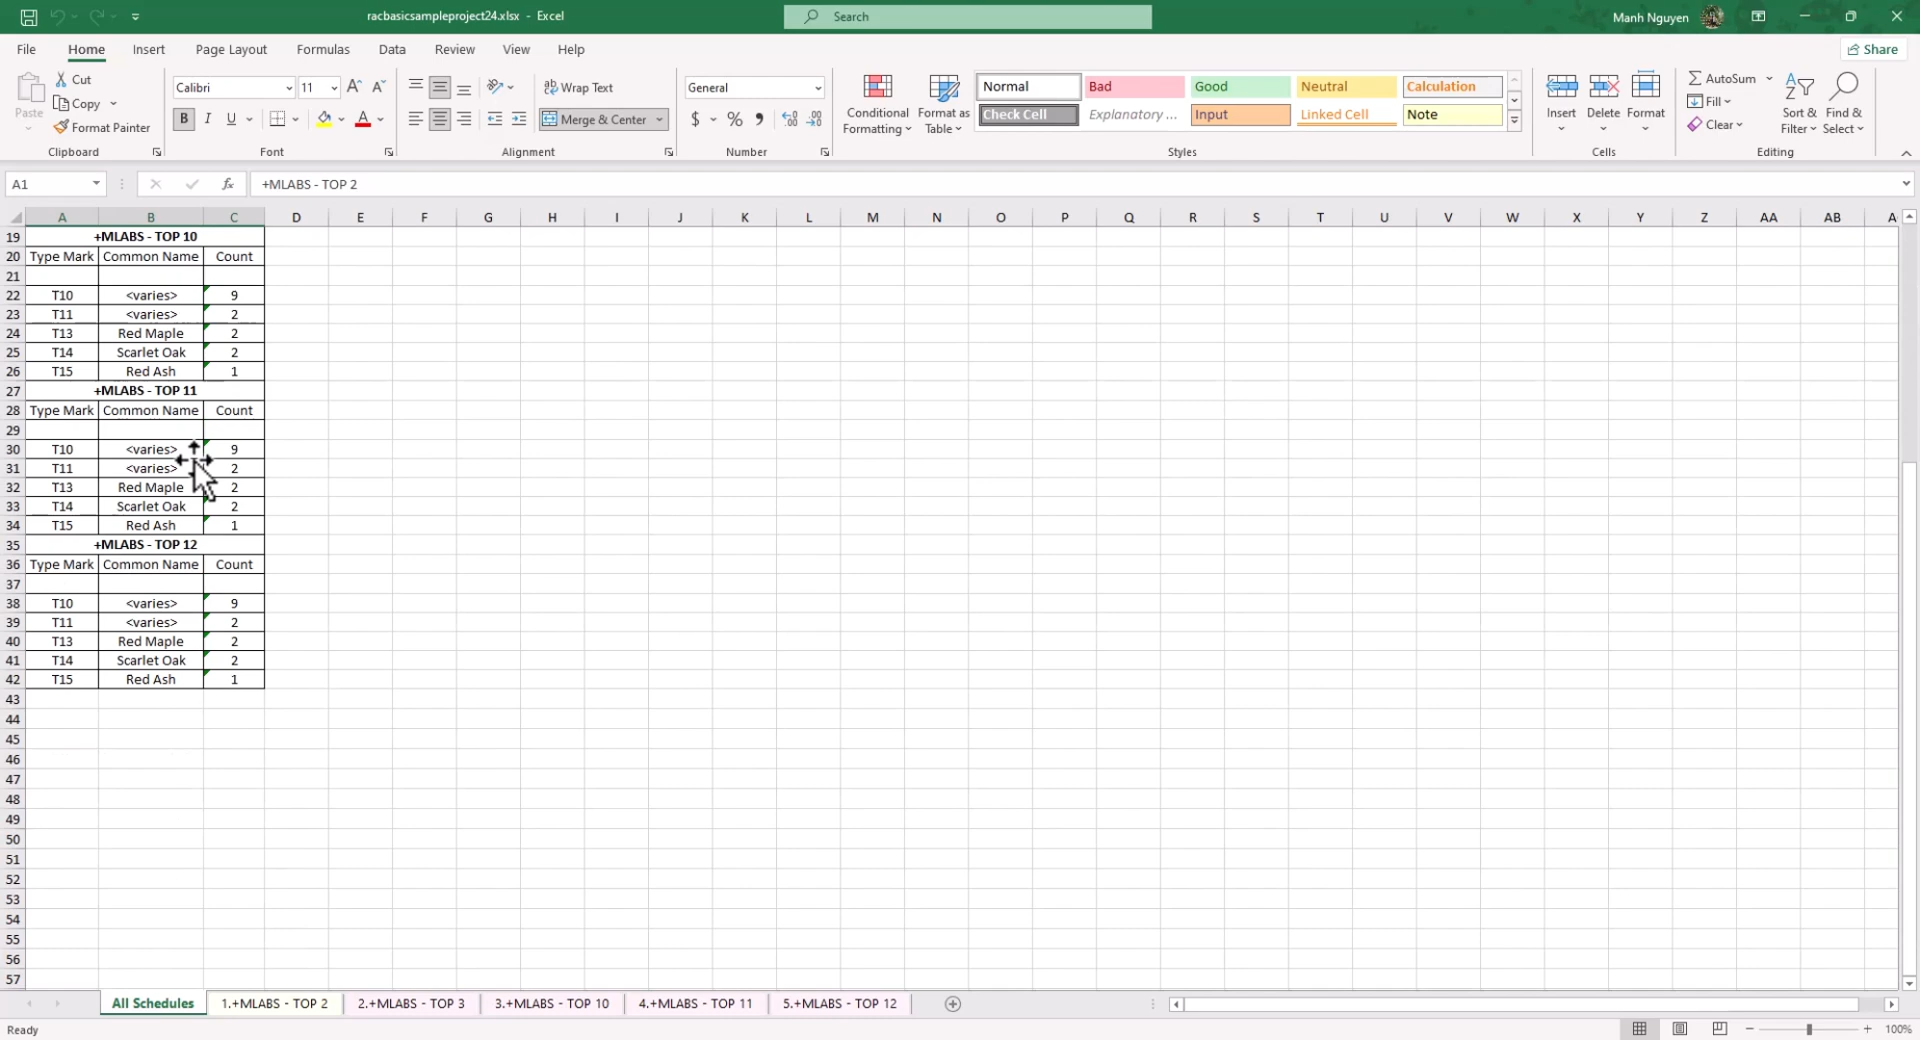 racbasicsampleproject24.xlsx - Excel
Search
Manh Nguyen
File Home Insert Page Layout Formulas Data Review View Help
Share
Paste
Cut
Copy
Format Painter
Clipboard
Calibri 11 A A
B I U A
Font
ab Wrap Text
Merge & Center
Alignment
General
$ % ,
Number
Conditional Formatting
Format as Table
Normal Bad Good Neutral Calculation
Check Cell Explanatory ... Input Linked Cell Note
Styles
Insert Delete Format
Cells
AutoSum
Fill
Clear
Sort & Filter
Find & Select
Editing
A1 fx +MLABS - TOP 2
A B C D E F G H I J K L M N O P Q R S T U V W X Y Z AA AB A
19 +MLABS - TOP 10
20 Type Mark Common Name Count
21
22 T10 <varies> 9
23 T11 <varies> 2
24 T13 Red Maple 2
25 T14 Scarlet Oak 2
26 T15 Red Ash 1
27 +MLABS - TOP 11
28 Type Mark Common Name Count
29
30 T10 <varies> 9
31 T11 <varies> 2
32 T13 Red Maple 2
33 T14 Scarlet Oak 2
34 T15 Red Ash 1
35 +MLABS - TOP 12
36 Type Mark Common Name Count
37
38 T10 <varies> 9
39 T11 <varies> 2
40 T13 Red Maple 2
41 T14 Scarlet Oak 2
42 T15 Red Ash 1
43
44
45
46
47
48
49
50
51
52
53
54
55
56
57
All Schedules 1.+MLABS - TOP 2 2.+MLABS - TOP 3 3.+MLABS - TOP 10 4.+MLABS - TOP 11 5.+MLABS - TOP 12
Ready
100%